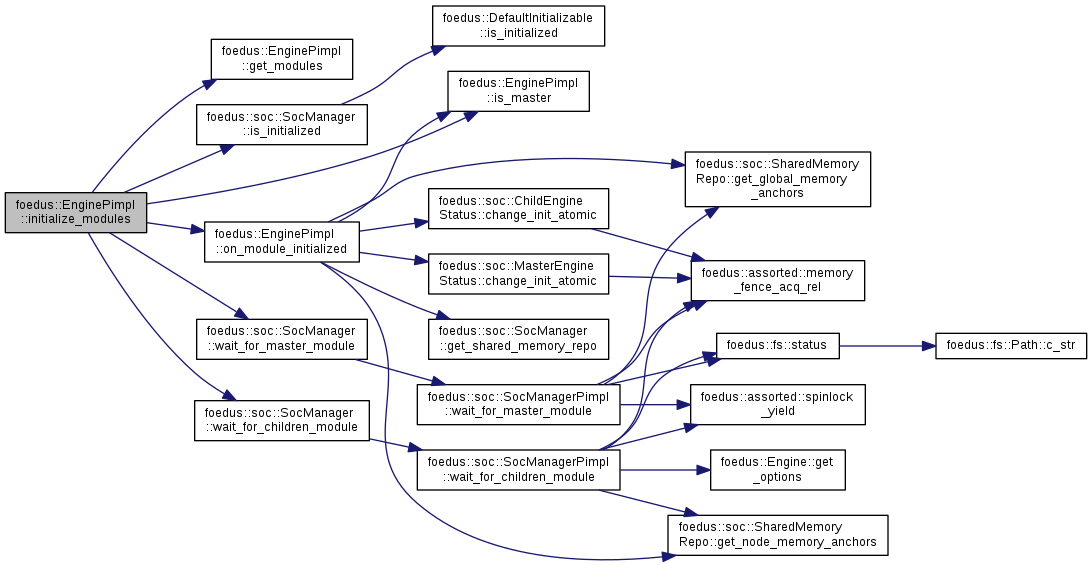 foedus::EnginePimpl
::initialize_modules
foedus::EnginePimpl
::get_modules
foedus::soc::SocManager
::is_initialized
foedus::DefaultInitializable
::is_initialized
foedus::EnginePimpl
::is_master
foedus::EnginePimpl
::on_module_initialized
foedus::soc::ChildEngine
Status::change_init_atomic
foedus::soc::MasterEngine
Status::change_init_atomic
foedus::soc::SocManager
::get_shared_memory_repo
foedus::soc::SharedMemory
Repo::get_global_memory
_anchors
foedus::assorted::memory
_fence_acq_rel
foedus::soc::SocManager
::wait_for_master_module
foedus::soc::SocManagerPimpl
::wait_for_master_module
foedus::fs::status
foedus::fs::Path::c_str
foedus::assorted::spinlock
_yield
foedus::soc::SocManager
::wait_for_children_module
foedus::soc::SocManagerPimpl
::wait_for_children_module
foedus::Engine::get
_options
foedus::soc::SharedMemory
Repo::get_node_memory_anchors